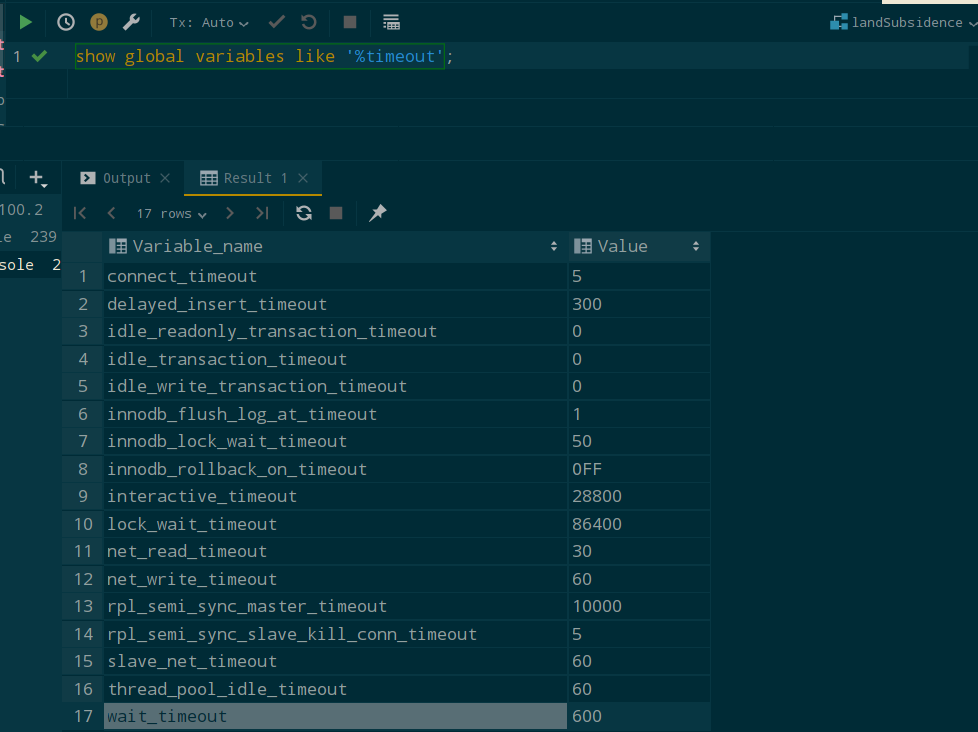 Tx: Auto
landSubsidence
1 show global variables like '%timeout';
Output
Result 1
100.2
17 rows
239
sole 2
Variable_name Value
1 connect_timeout 5
2 delayed_insert_timeout 300
3 idle_readonly_transaction_timeout 0
4 idle_transaction_timeout 0
5 idle_write_transaction_timeout 0
6 innodb_flush_log_at_timeout 1
7 innodb_lock_wait_timeout 50
8 innodb_rollback_on_timeout OFF
9 interactive_timeout 28800
10 lock_wait_timeout 86400
11 net_read_timeout 30
12 net_write_timeout 60
13 rpl_semi_sync_master_timeout 10000
14 rpl_semi_sync_slave_kill_conn_timeout 5
15 slave_net_timeout 60
16 thread_pool_idle_timeout 60
17 wait_timeout 600